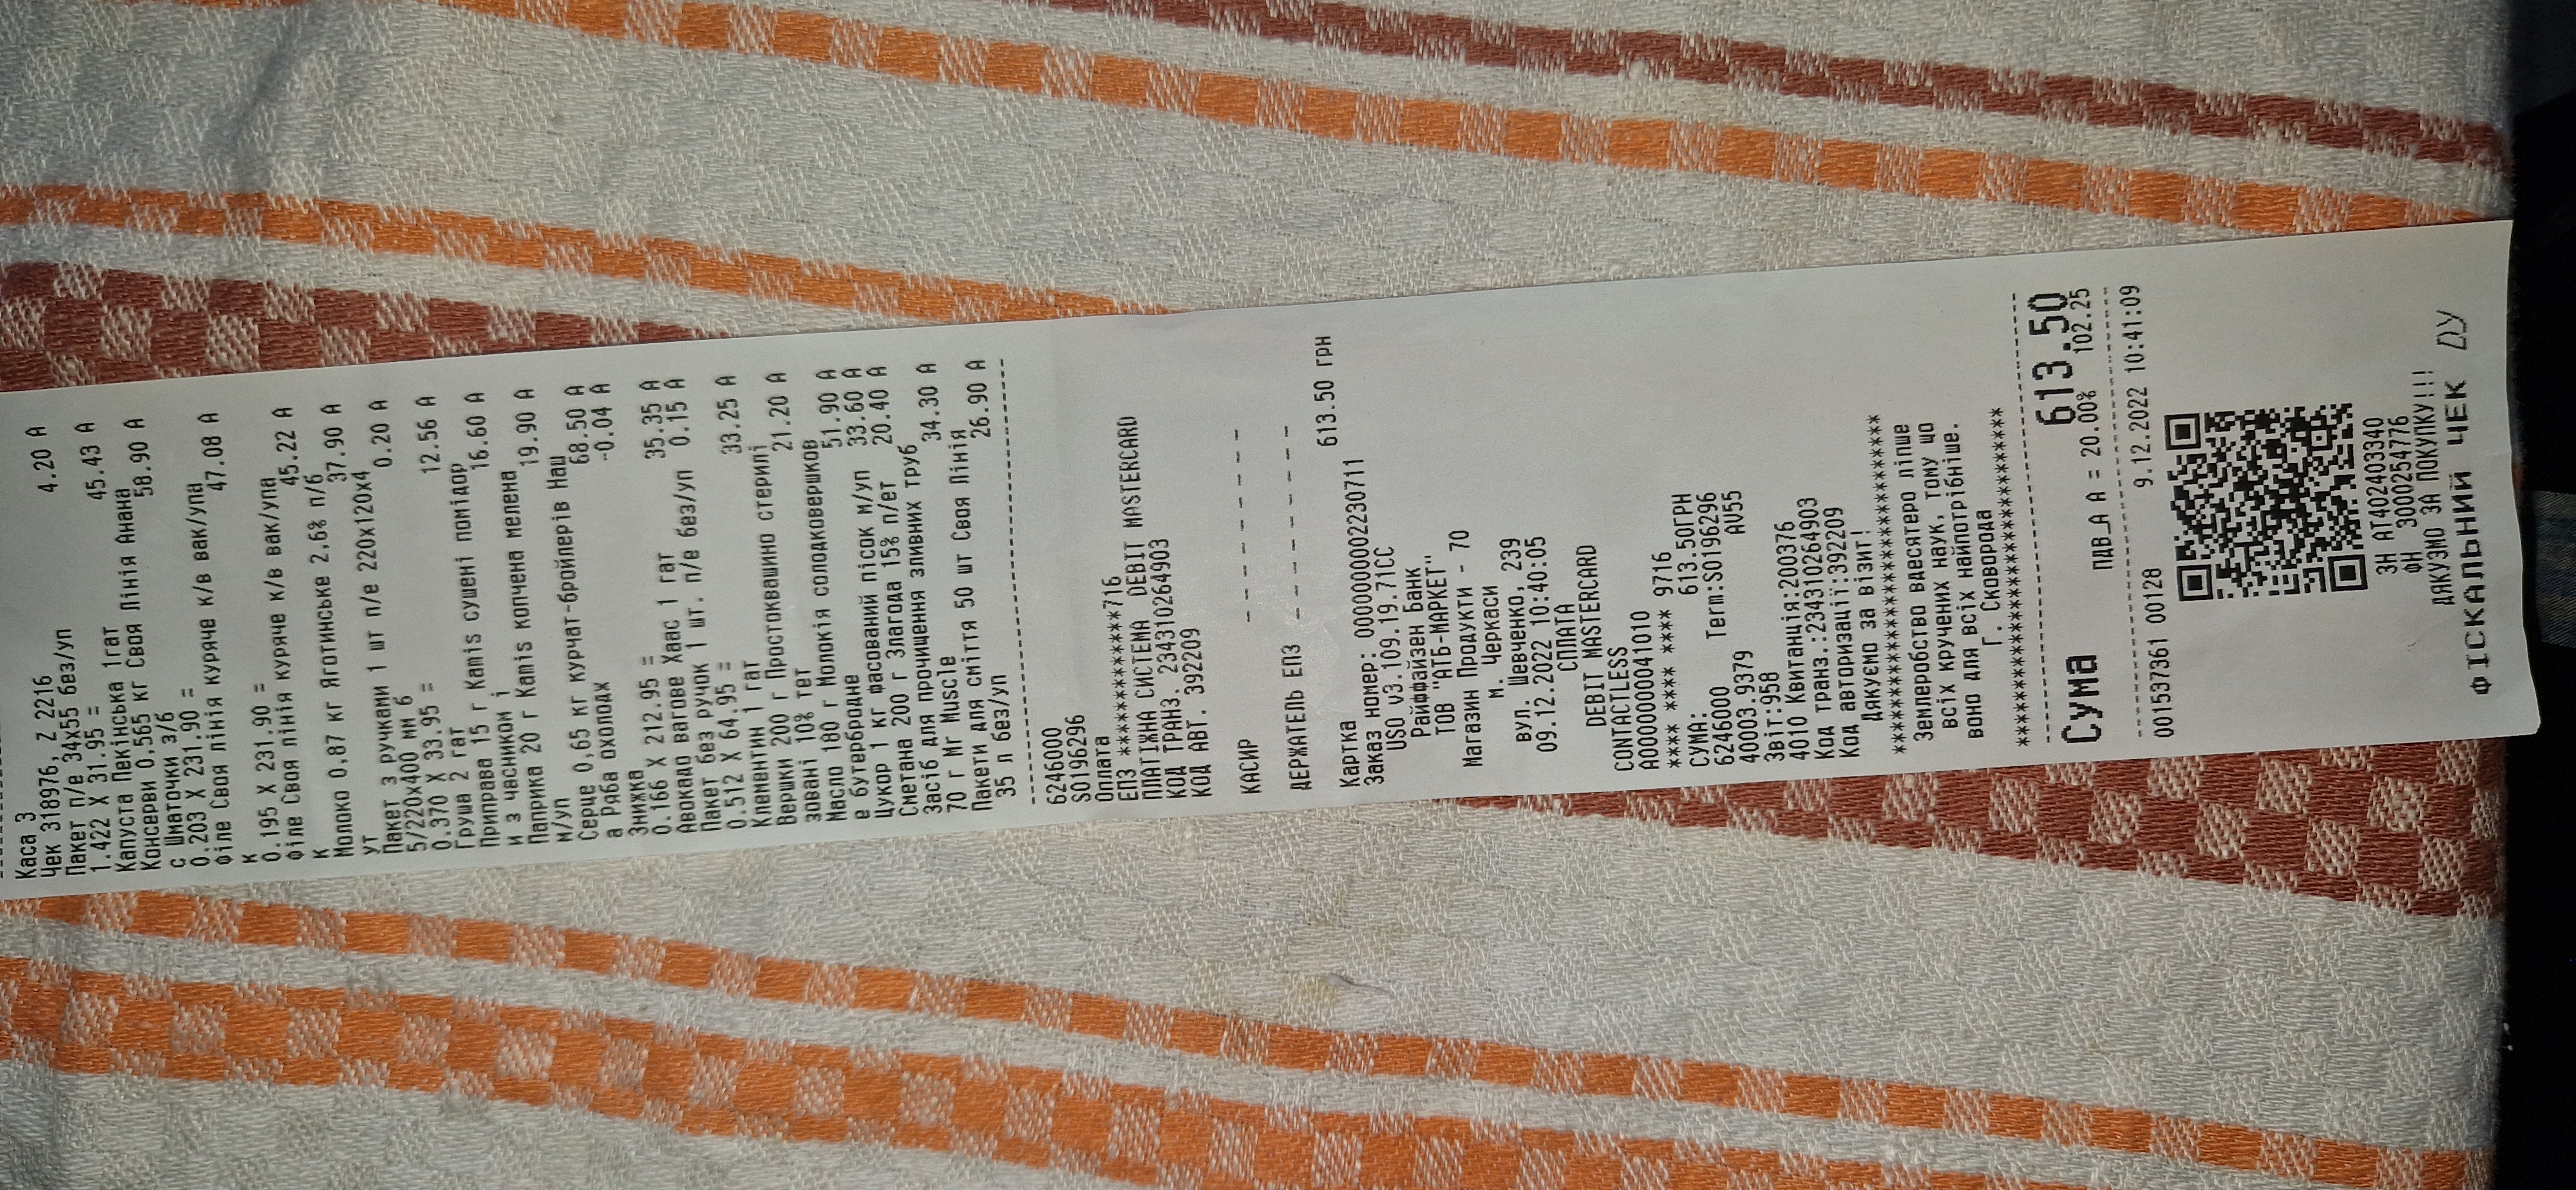 Каса 3
Чек 318976, Z 2216
4.20 А
Пакет п/е 34х55 без/уп
1.422 X 31.95 = 45.43 А
Капуста Пекінська 1гат
Консерви 0,565 кг Своя Лінія Анана 58.90 А
с Шматочки з/б
0.203 X 231.90 = 47.08 А
Філе Своя лінія куряче к/в вак/упа
к
0.195 X 231.90 = 45.22 А
Філе Своя лінія куряче к/в вак/упа
к
Молоко 0,87 кг Яготинське 2,6% п/б 37.90 А
ут
Пакет з ручками 1 шт п/е 220х120х4 0.20 А
5/220х400 мм б
0.370 X 33.95 = 12.56 А
Груша 2 гат
Приправа 15 г Kamis сушені помідор 16.60 А
и з часником і
Паприка 20 г Kamis копчена мелена 19.90 А
м/уп
Серце 0,65 кг курчат-бройлерів Наш 68.50 А
а Ряба охолодж
Знижка -0.04 А
0.166 X 212.95 = 35.35 А
Авокадо вагове Хаас 1 гат
Пакет без ручок 1 шт. п/е без/уп 0.15 А
0.512 X 64.95 = 33.25 А
Клементин 1 гат
Вершки 200 г Простоквашино стерилі 21.20 А
зовані 10% тет
Масло 180 г Молокія солодковершков 51.90 А
е бутербродне
Цукор 1 кг фасований пісок м/уп 33.60 А
Сметана 200 г Злагода 15% п/ет 20.40 А
Засіб для прочищення зливних труб 34.30 А
70 г Mr Muscle
Пакети для сміття 50 шт Своя Лінія 26.90 А
35 л без/уп
6246000
S0196296
Оплата
ЕПЗ ************716
ПЛАТІЖНА СИСТЕМА DEBIT MASTERCARD
КОД ТРАНЗ. 234310264903
КОД АВТ. 392209
КАСИР
ДЕРЖАТЕЛЬ ЕПЗ
Картка 613.50 ГРН
Заказ номер: 0000000002230711
USO v3.109.19.71CC
Райффайзен Банк
ТОВ "АТБ-МАРКЕТ"
Магазин Продукти - 70
м. Черкаси
вул. Шевченко, 239
09.12.2022 10:40:05
СПЛАТА
DEBIT MASTERCARD
CONTACTLESS
A0000000041010
**** **** **** 9716
СУМА: 613.50ГРН
6246000 Term:S0196296
40003.9379 AV55
Звіт:958
4010 Квитанція:200376
Код транз.:234310264903
Код авторизації:392209
Дякуємо за візит!
Землеробство вдесятеро ліпше
всіх кручених наук, тому що
воно для всіх найпотрібніше.
Г. Сковорода
Сума 613.50
ПДВ_А А = 20.00% 102.25
9.12.2022 10:41:09
0015373​61 00128
ЗН АТ402403340
ФН 3000254776
ДЯКУЗМО ЗА ПОКУПКУ!!!
ФІСКАЛЬНИЙ ЧЕК